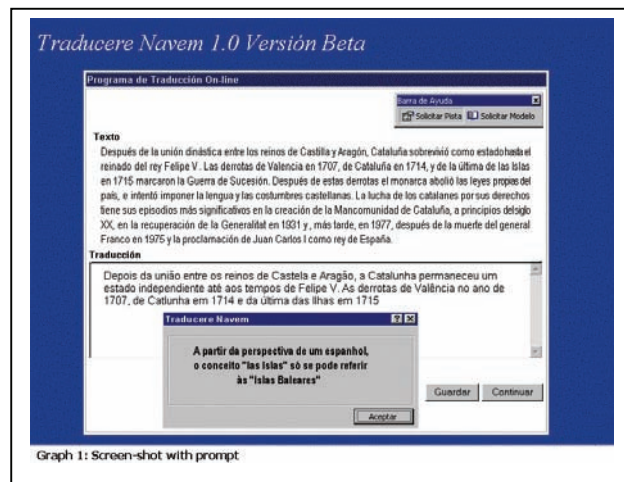 Traducere Navem 1.0 Versión Beta
Programa de Traducción On-line
Barra de Ayuda
Solicitar Pista Solicitar Modelo
Texto
Después de la unión dinástica entre los reinos de Castilla y Aragón, Cataluña sobrevivió como estado hasta el
reinado del rey Felipe V. Las derrotas de Valencia en 1707, de Cataluña en 1714, y de la última de las Islas
en 1715 marcaron la Guerra de Sucesión. Después de estas derrotas el monarca abolió las leyes propias del
país, e intentó imponer la lengua y las costumbres castellanas. La lucha de los catalanes por sus derechos
tiene sus episodios más significativos en la creación de la Mancomunidad de Cataluña, a principios del siglo
XX, en la recuperación de la Generalitat en 1931 y, más tarde, en 1977, después de la muerte del general
Franco en 1975 y la proclamación de Juan Carlos I como rey de España.
Traducción
Depois da união entre os reinos de Castela e Aragão, a Catalunha permaneceu um
estado independiente até aos tempos de Felipe V. As derrotas de Valência no ano de
1707, de Catlunha em 1714 e da última das Ilhas em 1715
Traducere Navem
A partir da perspectiva de um espanhol,
o conceito "las Islas" só se pode referir
às "Islas Baleares"
Aceptar
Guardar Continuar
Graph 1: Screen-shot with prompt